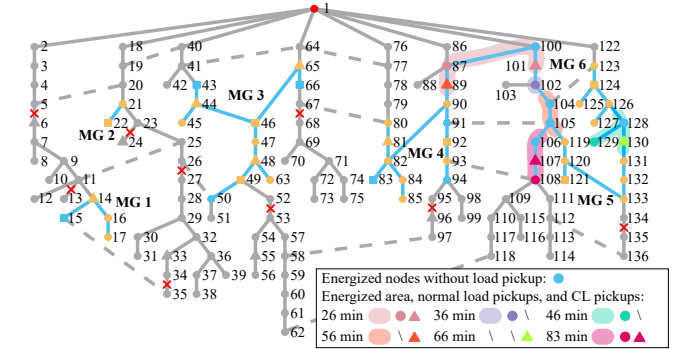 1
2 18 40 64 76 86 100 122
3 19 41 65 77 87 101 MG 6 123
4 20 42 43 MG 3 66 78 88 89 103 102 124
5 21 44 45 46 67 79 90 104 125 126
6 MG 2 22 23 68 80 91 105 127 128
7 24 25 47 69 81 MG 4 92 106 119 129 130
8 9 26 48 70 71 82 93 107 120 131
10 11 27 49 63 72 74 83 84 94 108 121 132
12 13 14 MG 1 28 50 52 73 75 85 95 98 109 111 MG 5 133
15 16 29 51 53 96 99 110 115 112 134
17 30 32 54 57 97 117 116 113 135
31 33 36 55 58 118 114 136
34 37 39 56 59
35 38 60
61
62
Energized nodes without load pickup:
Energized area, normal load pickups, and CL pickups:
26 min 36 min \ 46 min \
56 min \ 66 min \ \ 83 min